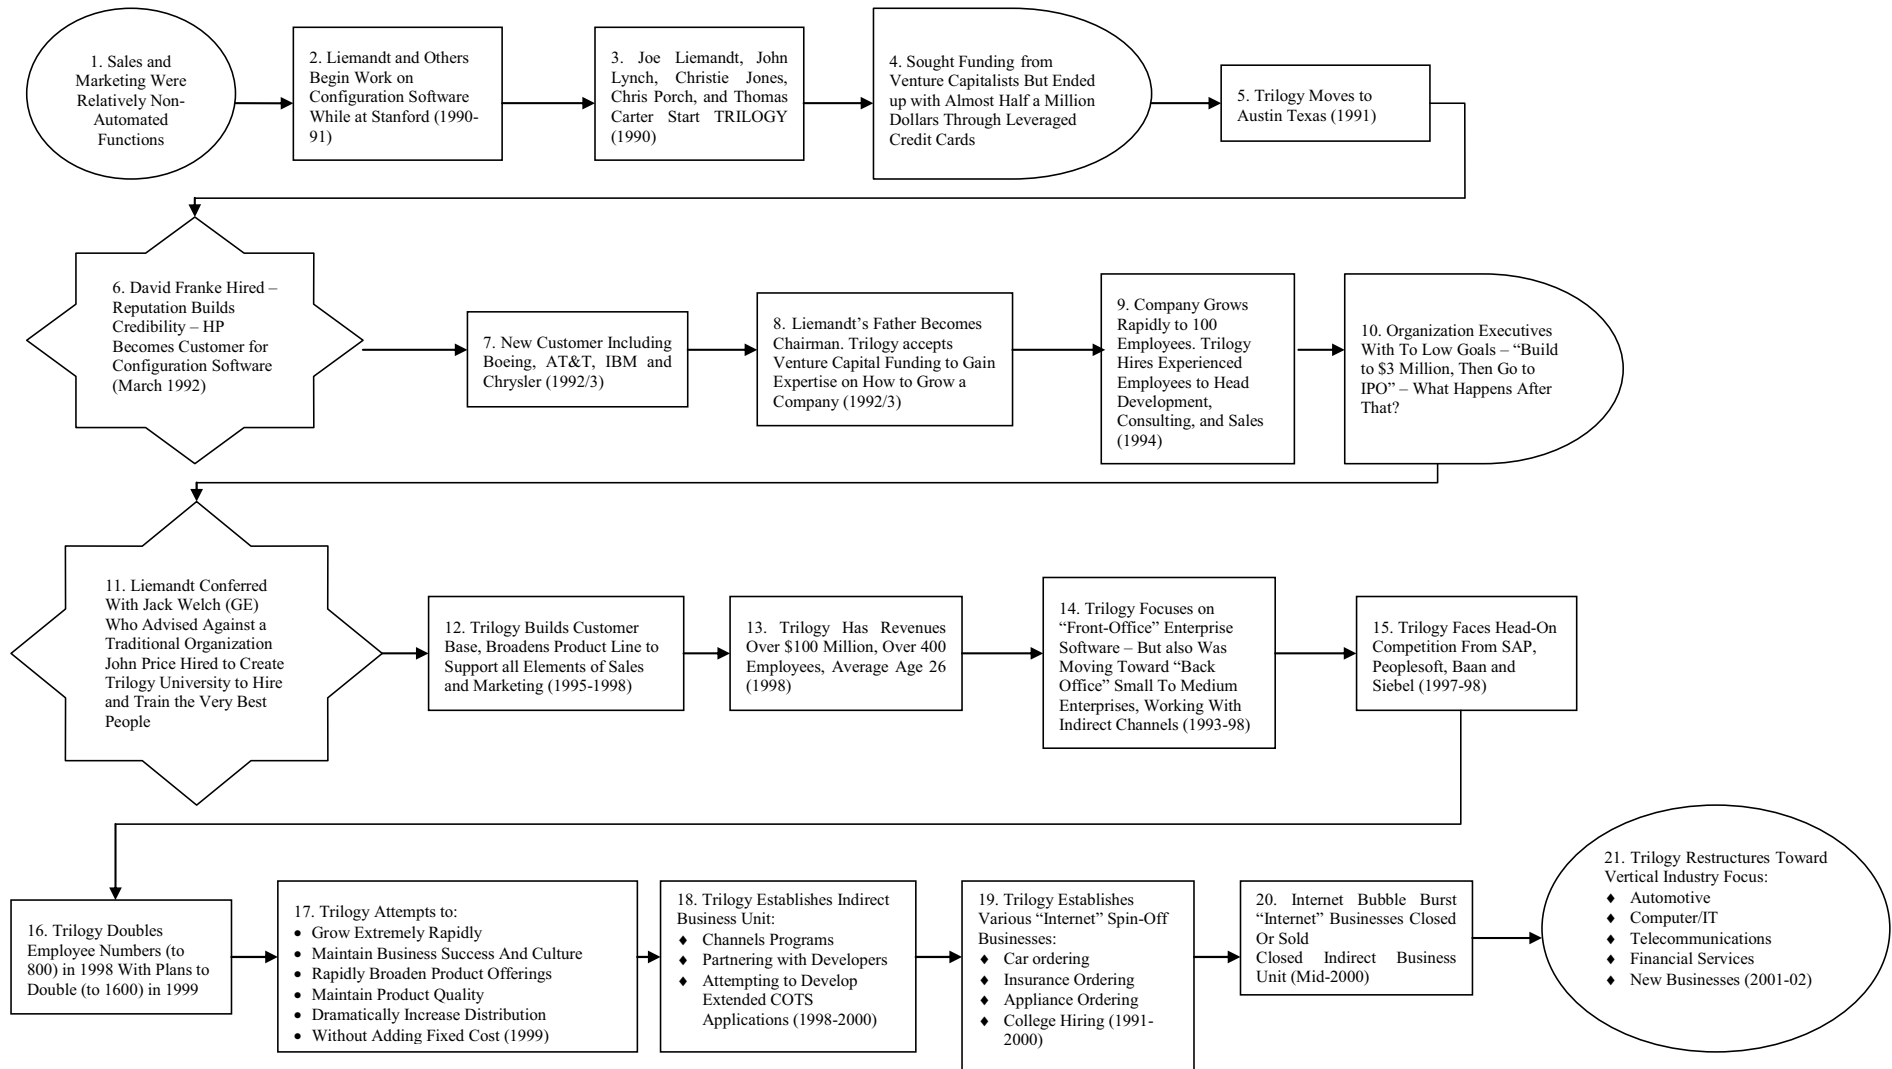 1. Sales and
Marketing Were
Relatively Non-
Automated
Functions
2. Liemandt and Others
Begin Work on
Configuration Software
While at Stanford (1990-
91)
3. Joe Liemandt, John
Lynch, Christie Jones,
Chris Porch, and Thomas
Carter Start TRILOGY
(1990)
4. Sought Funding from
Venture Capitalists But Ended
up with Almost Half a Million
Dollars Through Leveraged
Credit Cards
5. Trilogy Moves to
Austin Texas (1991)
6. David Franke Hired –
Reputation Builds
Credibility – HP
Becomes Customer for
Configuration Software
(March 1992)
7. New Customer Including
Boeing, AT&T, IBM and
Chrysler (1992/3)
8. Liemandt’s Father Becomes
Chairman. Trilogy accepts
Venture Capital Funding to Gain
Expertise on How to Grow a
Company (1992/3)
9. Company Grows
Rapidly to 100
Employees. Trilogy
Hires Experienced
Employees to Head
Development,
Consulting, and Sales
(1994)
10. Organization Executives
With To Low Goals – “Build
to $3 Million, Then Go to
IPO” – What Happens After
That?
11. Liemandt Conferred
With Jack Welch (GE)
Who Advised Against a
Traditional Organization
John Price Hired to Create
Trilogy University to Hire
and Train the Very Best
People
12. Trilogy Builds Customer
Base, Broadens Product Line to
Support all Elements of Sales
and Marketing (1995-1998)
13. Trilogy Has Revenues
Over $100 Million, Over 400
Employees, Average Age 26
(1998)
14. Trilogy Focuses on
“Front-Office” Enterprise
Software – But also Was
Moving Toward “Back
Office” Small To Medium
Enterprises, Working With
Indirect Channels (1993-98)
15. Trilogy Faces Head-On
Competition From SAP,
Peoplesoft, Baan and
Siebel (1997-98)
16. Trilogy Doubles
Employee Numbers (to
800) in 1998 With Plans to
Double (to 1600) in 1999
17. Trilogy Attempts to:
• Grow Extremely Rapidly
• Maintain Business Success And Culture
• Rapidly Broaden Product Offerings
• Maintain Product Quality
• Dramatically Increase Distribution
• Without Adding Fixed Cost (1999)
18. Trilogy Establishes Indirect
Business Unit:
♦ Channels Programs
♦ Partnering with Developers
♦ Attempting to Develop
Extended COTS
Applications (1998-2000)
19. Trilogy Establishes
Various “Internet” Spin-Off
Businesses:
♦ Car ordering
♦ Insurance Ordering
♦ Appliance Ordering
♦ College Hiring (1991-
2000)
20. Internet Bubble Burst
“Internet” Businesses Closed
Or Sold
Closed Indirect Business
Unit (Mid-2000)
21. Trilogy Restructures Toward
Vertical Industry Focus:
♦ Automotive
♦ Computer/IT
♦ Telecommunications
♦ Financial Services
♦ New Businesses (2001-02)